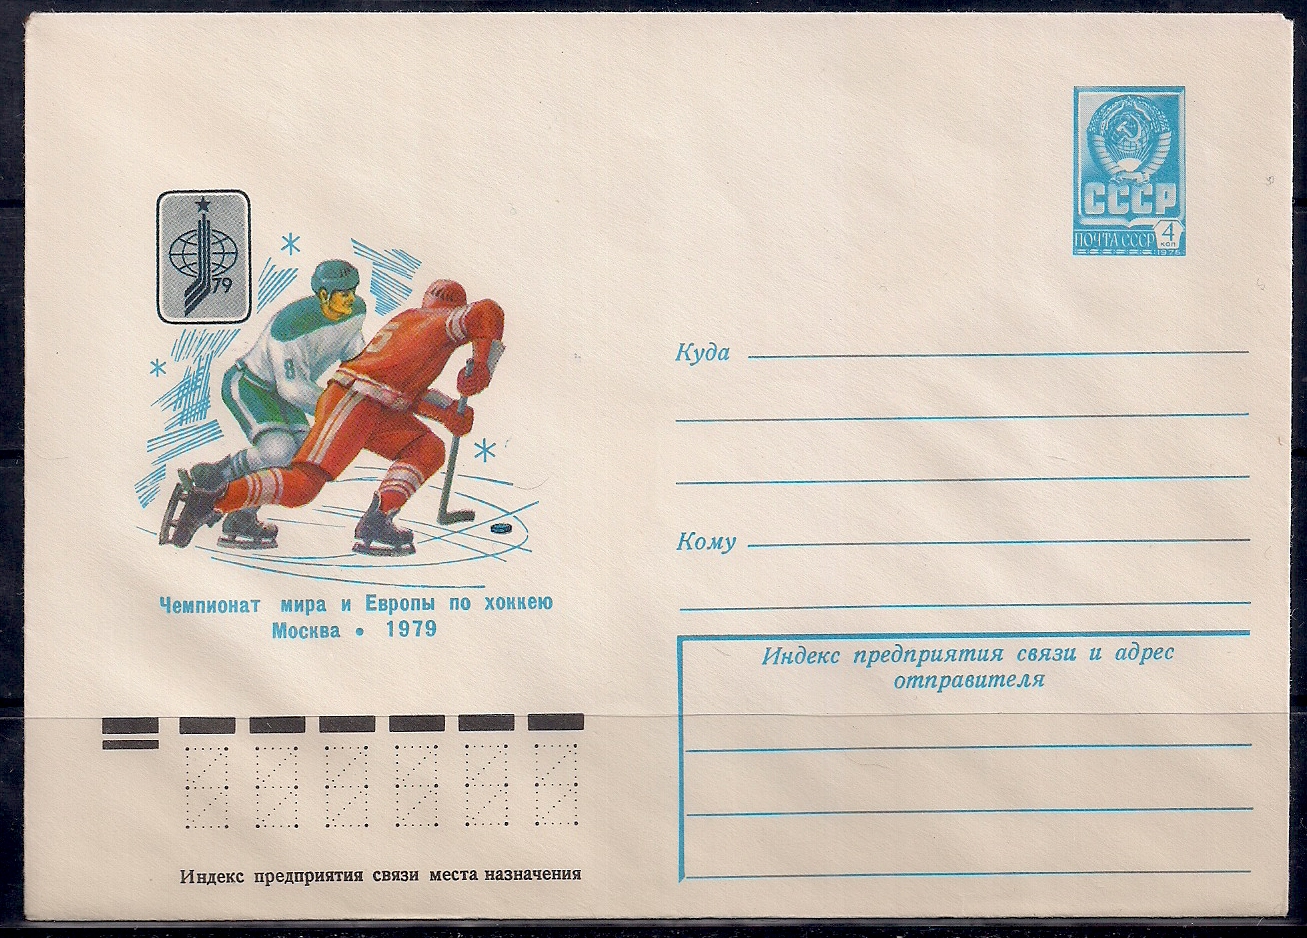 СССР
ПОЧТА СССР
4
коп
1976
79
8
5
Куда
Чемпионат мира и Европы по хоккею
Москва • 1979
Кому
Индекс предприятия связи и адрес
отправителя
Индекс предприятия связи места назначения